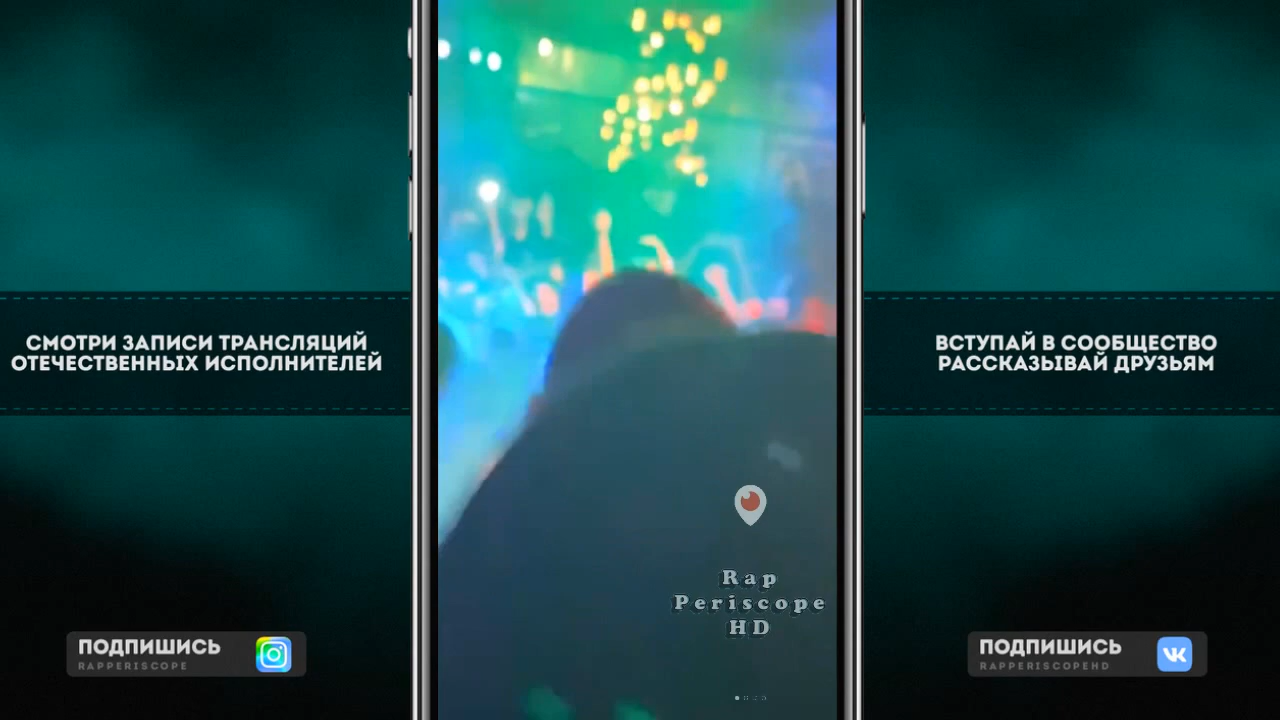 СМОТРИ ЗАПИСИ ТРАНСЛЯЦИЙ
ОТЕЧЕСТВЕННЫХ ИСПОЛНИТЕЛЕЙ
ВСТУПАЙ В СООБЩЕСТВО
РАССКАЗЫВАЙ ДРУЗЬЯМ
Rap
Periscope
HD
ПОДПИШИСЬ
RAPPERISCOPE
ПОДПИШИСЬ
RAPPERISCOPEHD